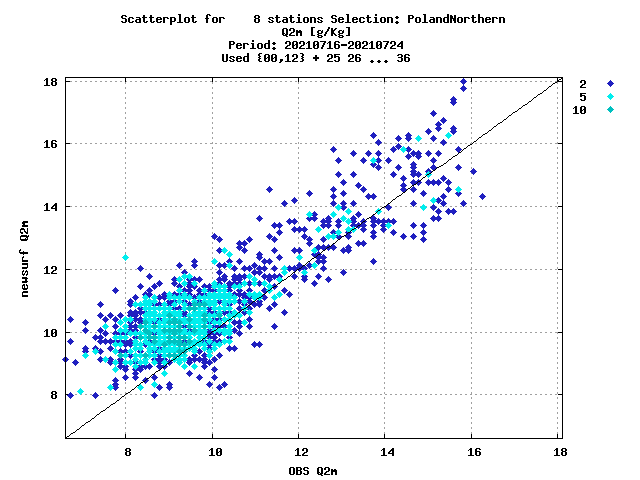 Scatterplot for 8 stations Selection: PolandNorthern
Q2m [g/Kg]
Period: 20210716-20210724
Used {00,12} + 25 26 ... 36
2
5
10
18
16
14
12
10
8
newsurf Q2m
8 10 12 14 16 18
OBS Q2m